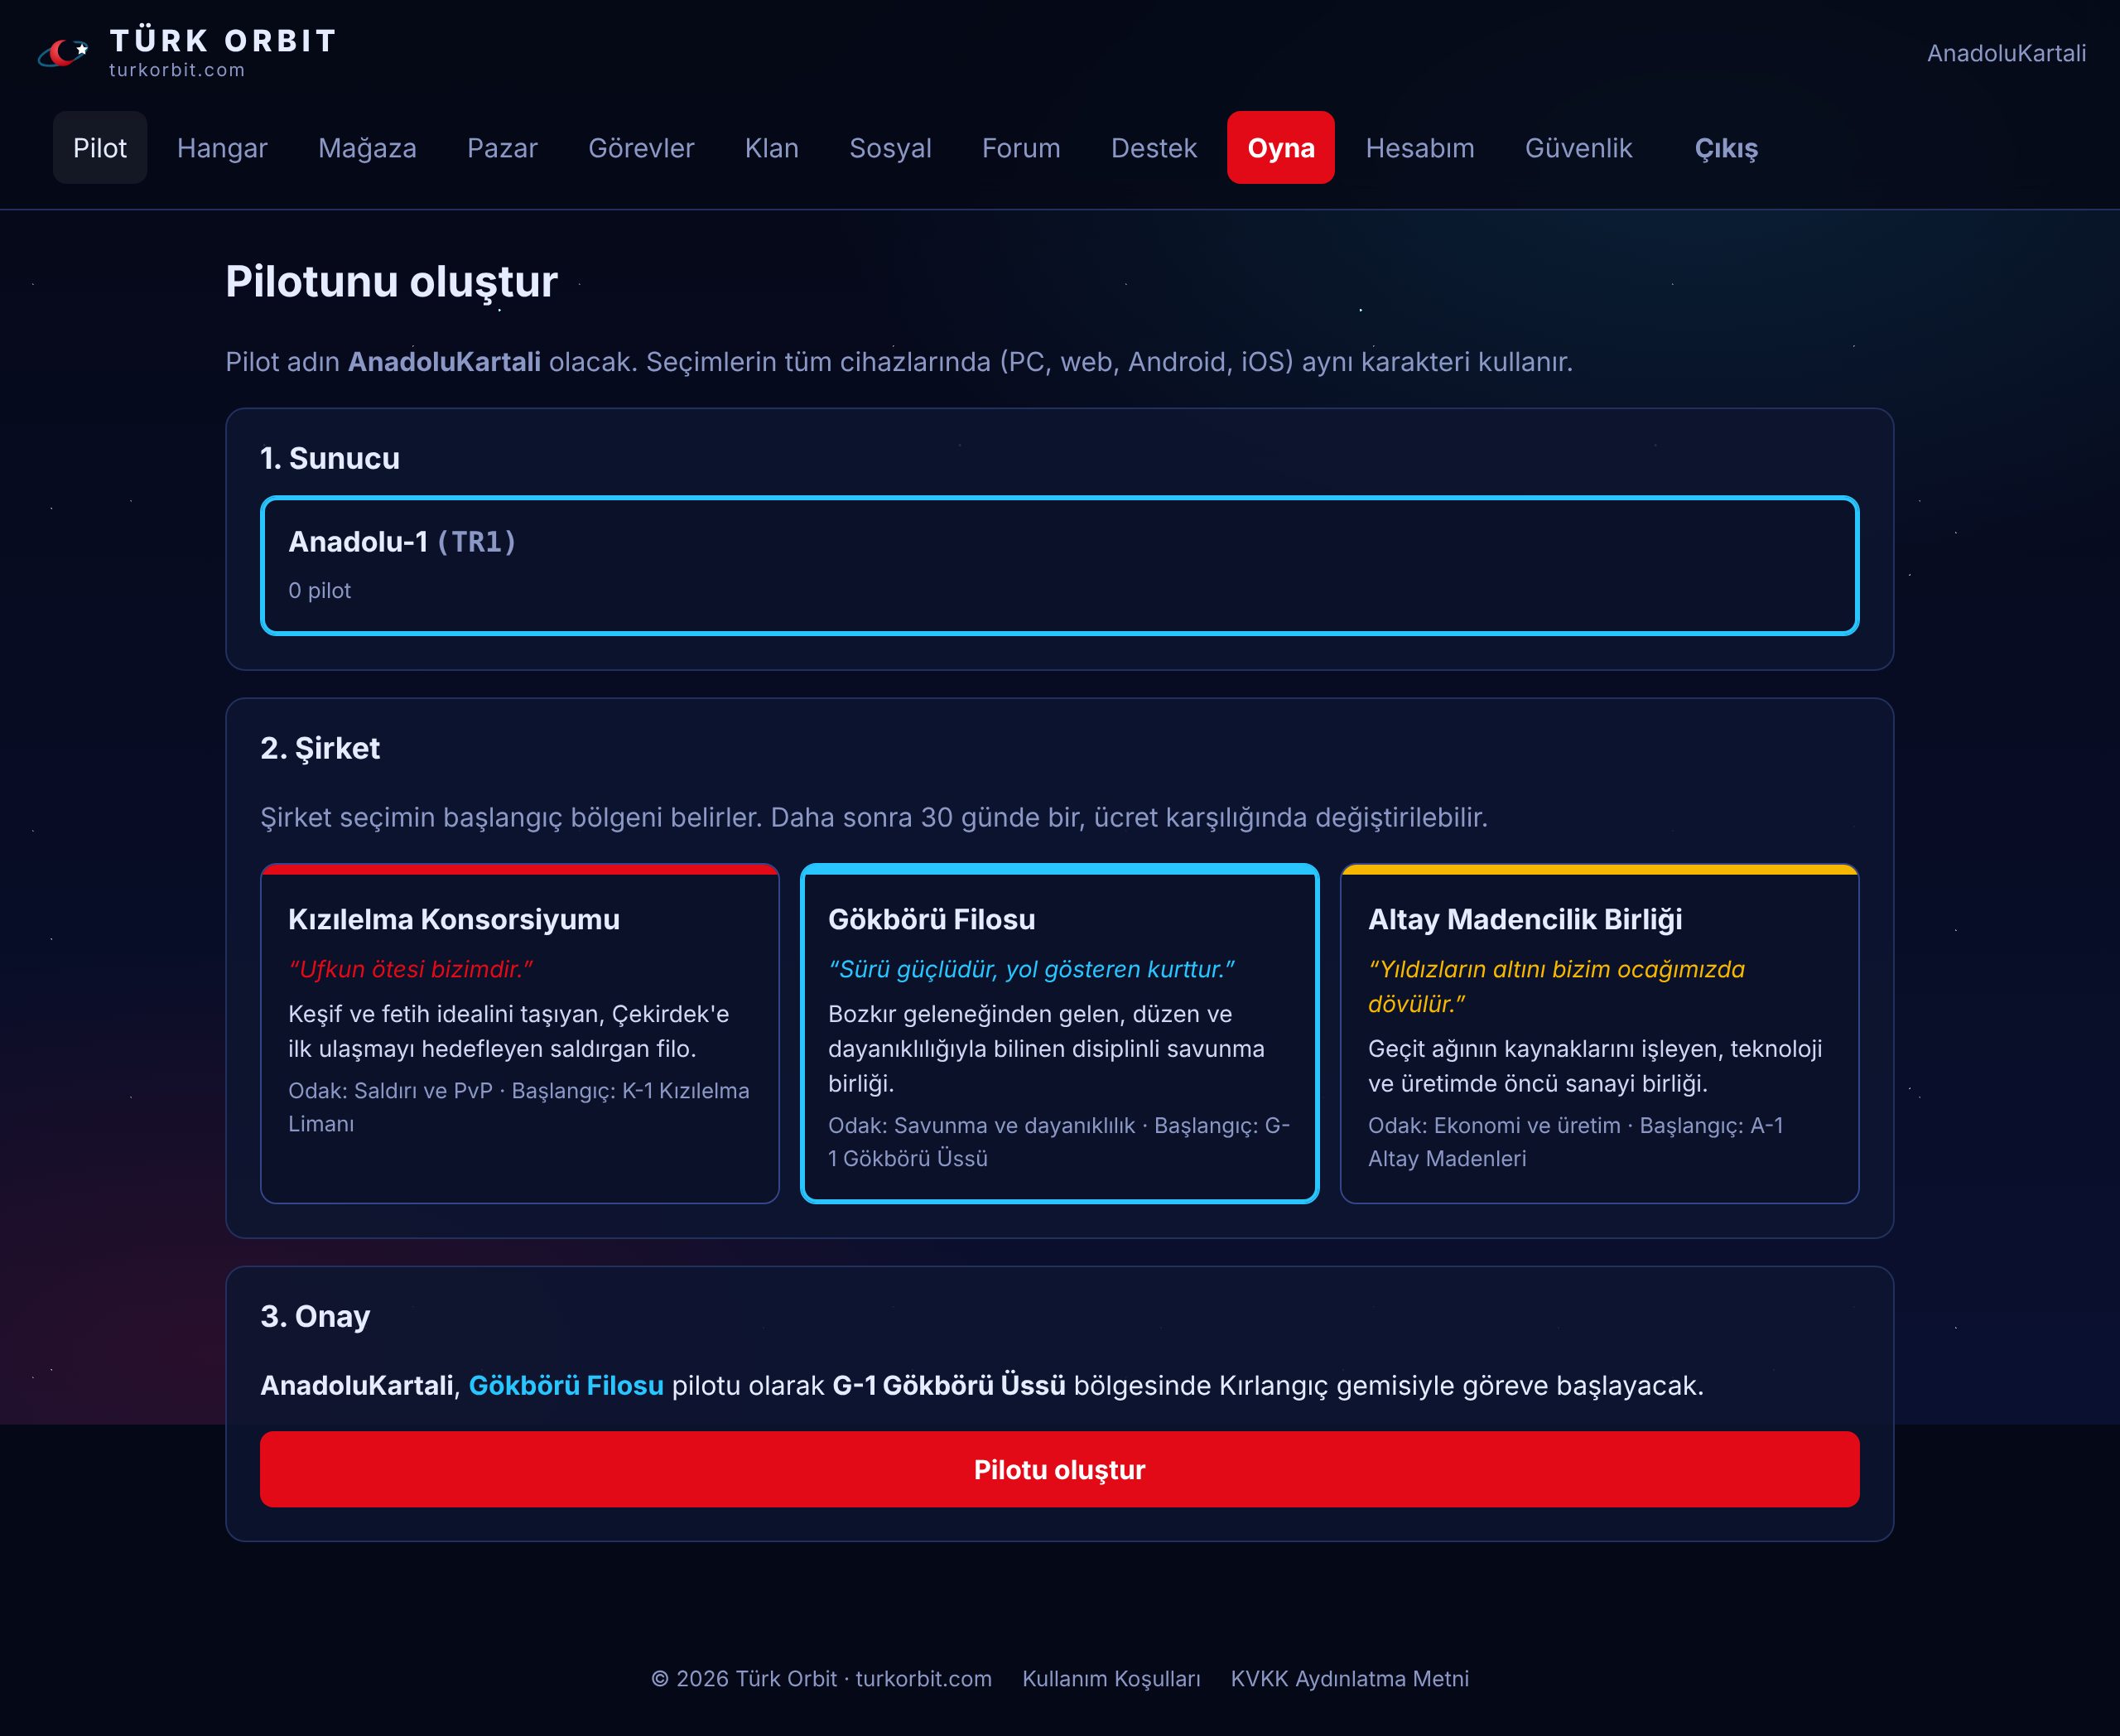 TÜRK ORBIT
turkorbit.com
AnadoluKartali
Pilot Hangar Mağaza Pazar Görevler Klan Sosyal Forum Destek Oyna Hesabım Güvenlik Çıkış
Pilotunu oluştur
Pilot adın AnadoluKartali olacak. Seçimlerin tüm cihazlarında (PC, web, Android, iOS) aynı karakteri kullanır.
1. Sunucu
Anadolu-1 (TR1)
0 pilot
2. Şirket
Şirket seçimin başlangıç bölgeni belirler. Daha sonra 30 günde bir, ücret karşılığında değiştirilebilir.
Kızılelma Konsorsiyumu
“Ufkun ötesi bizimdir.”
Keşif ve fetih idealini taşıyan, Çekirdek'e
ilk ulaşmayı hedefleyen saldırgan filo.
Odak: Saldırı ve PvP · Başlangıç: K-1 Kızılelma
Limanı
Gökbörü Filosu
“Sürü güçlüdür, yol gösteren kurttur.”
Bozkır geleneğinden gelen, düzen ve
dayanıklılığıyla bilinen disiplinli savunma
birliği.
Odak: Savunma ve dayanıklılık · Başlangıç: G-
1 Gökbörü Üssü
Altay Madencilik Birliği
“Yıldızların altını bizim ocağımızda
dövülür.”
Geçit ağının kaynaklarını işleyen, teknoloji
ve üretimde öncü sanayi birliği.
Odak: Ekonomi ve üretim · Başlangıç: A-1
Altay Madenleri
3. Onay
AnadoluKartali, Gökbörü Filosu pilotu olarak G-1 Gökbörü Üssü bölgesinde Kırlangıç gemisiyle göreve başlayacak.
Pilotu oluştur
© 2026 Türk Orbit · turkorbit.com Kullanım Koşulları KVKK Aydınlatma Metni